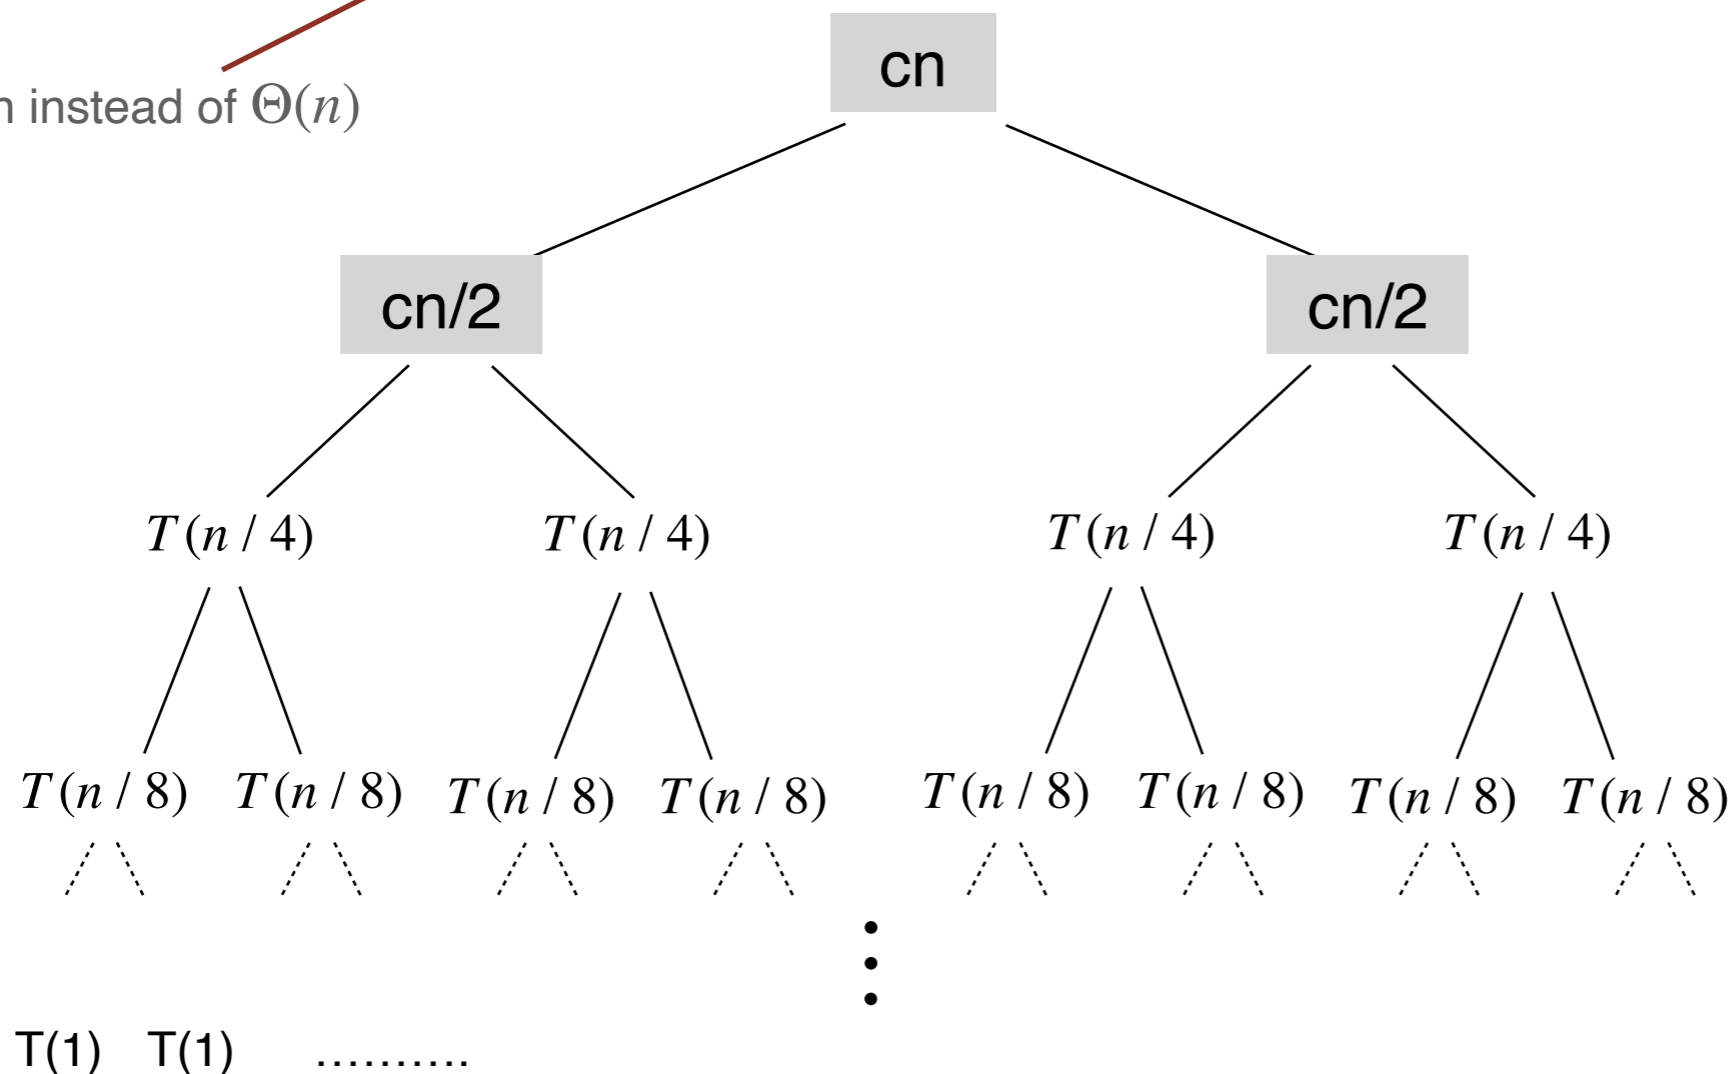 cn
n instead of Θ(n)
cn/2 cn/2
T(n / 4) T(n / 4) T(n / 4) T(n / 4)
T(n / 8) T(n / 8) T(n / 8) T(n / 8) T(n / 8) T(n / 8) T(n / 8) T(n / 8)
T(1) T(1) ..........